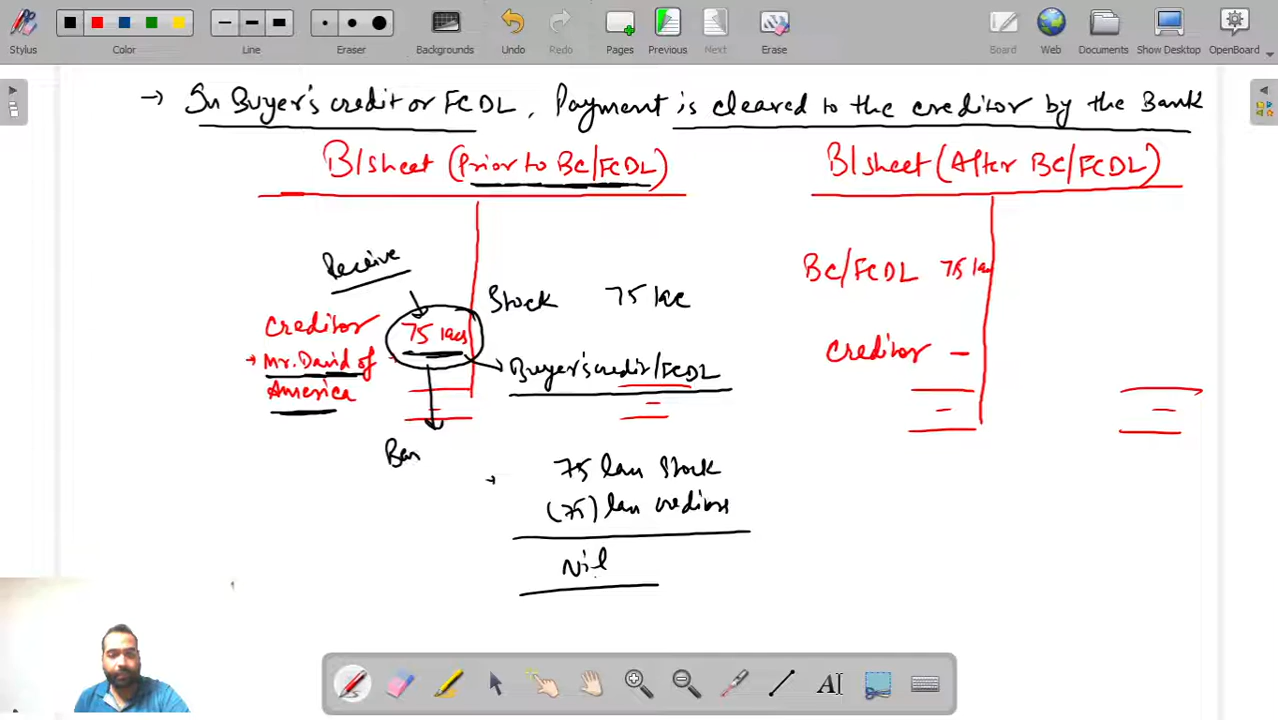 Stylus
Color
Line
Eraser
Backgrounds
Undo
Redo
Pages
Previous
Next
Erase
Board
Web
Documents
Show Desktop
OpenBoard
→ In Buyer's credit or FCDL, Payment is cleared to the creditor by the Bank
B/sheet (Prior to BC/FCDL)
B/sheet (After BC/FCDL)
Receive
Stock 75 lac
Creditor 75 lacs
→ Mr. David of
America
Buyer's credit/FCDL
Ban
→ 75 lacs Stock
(75) lacs creditors
Nil
BC/FCDL 75 lac
Creditor —